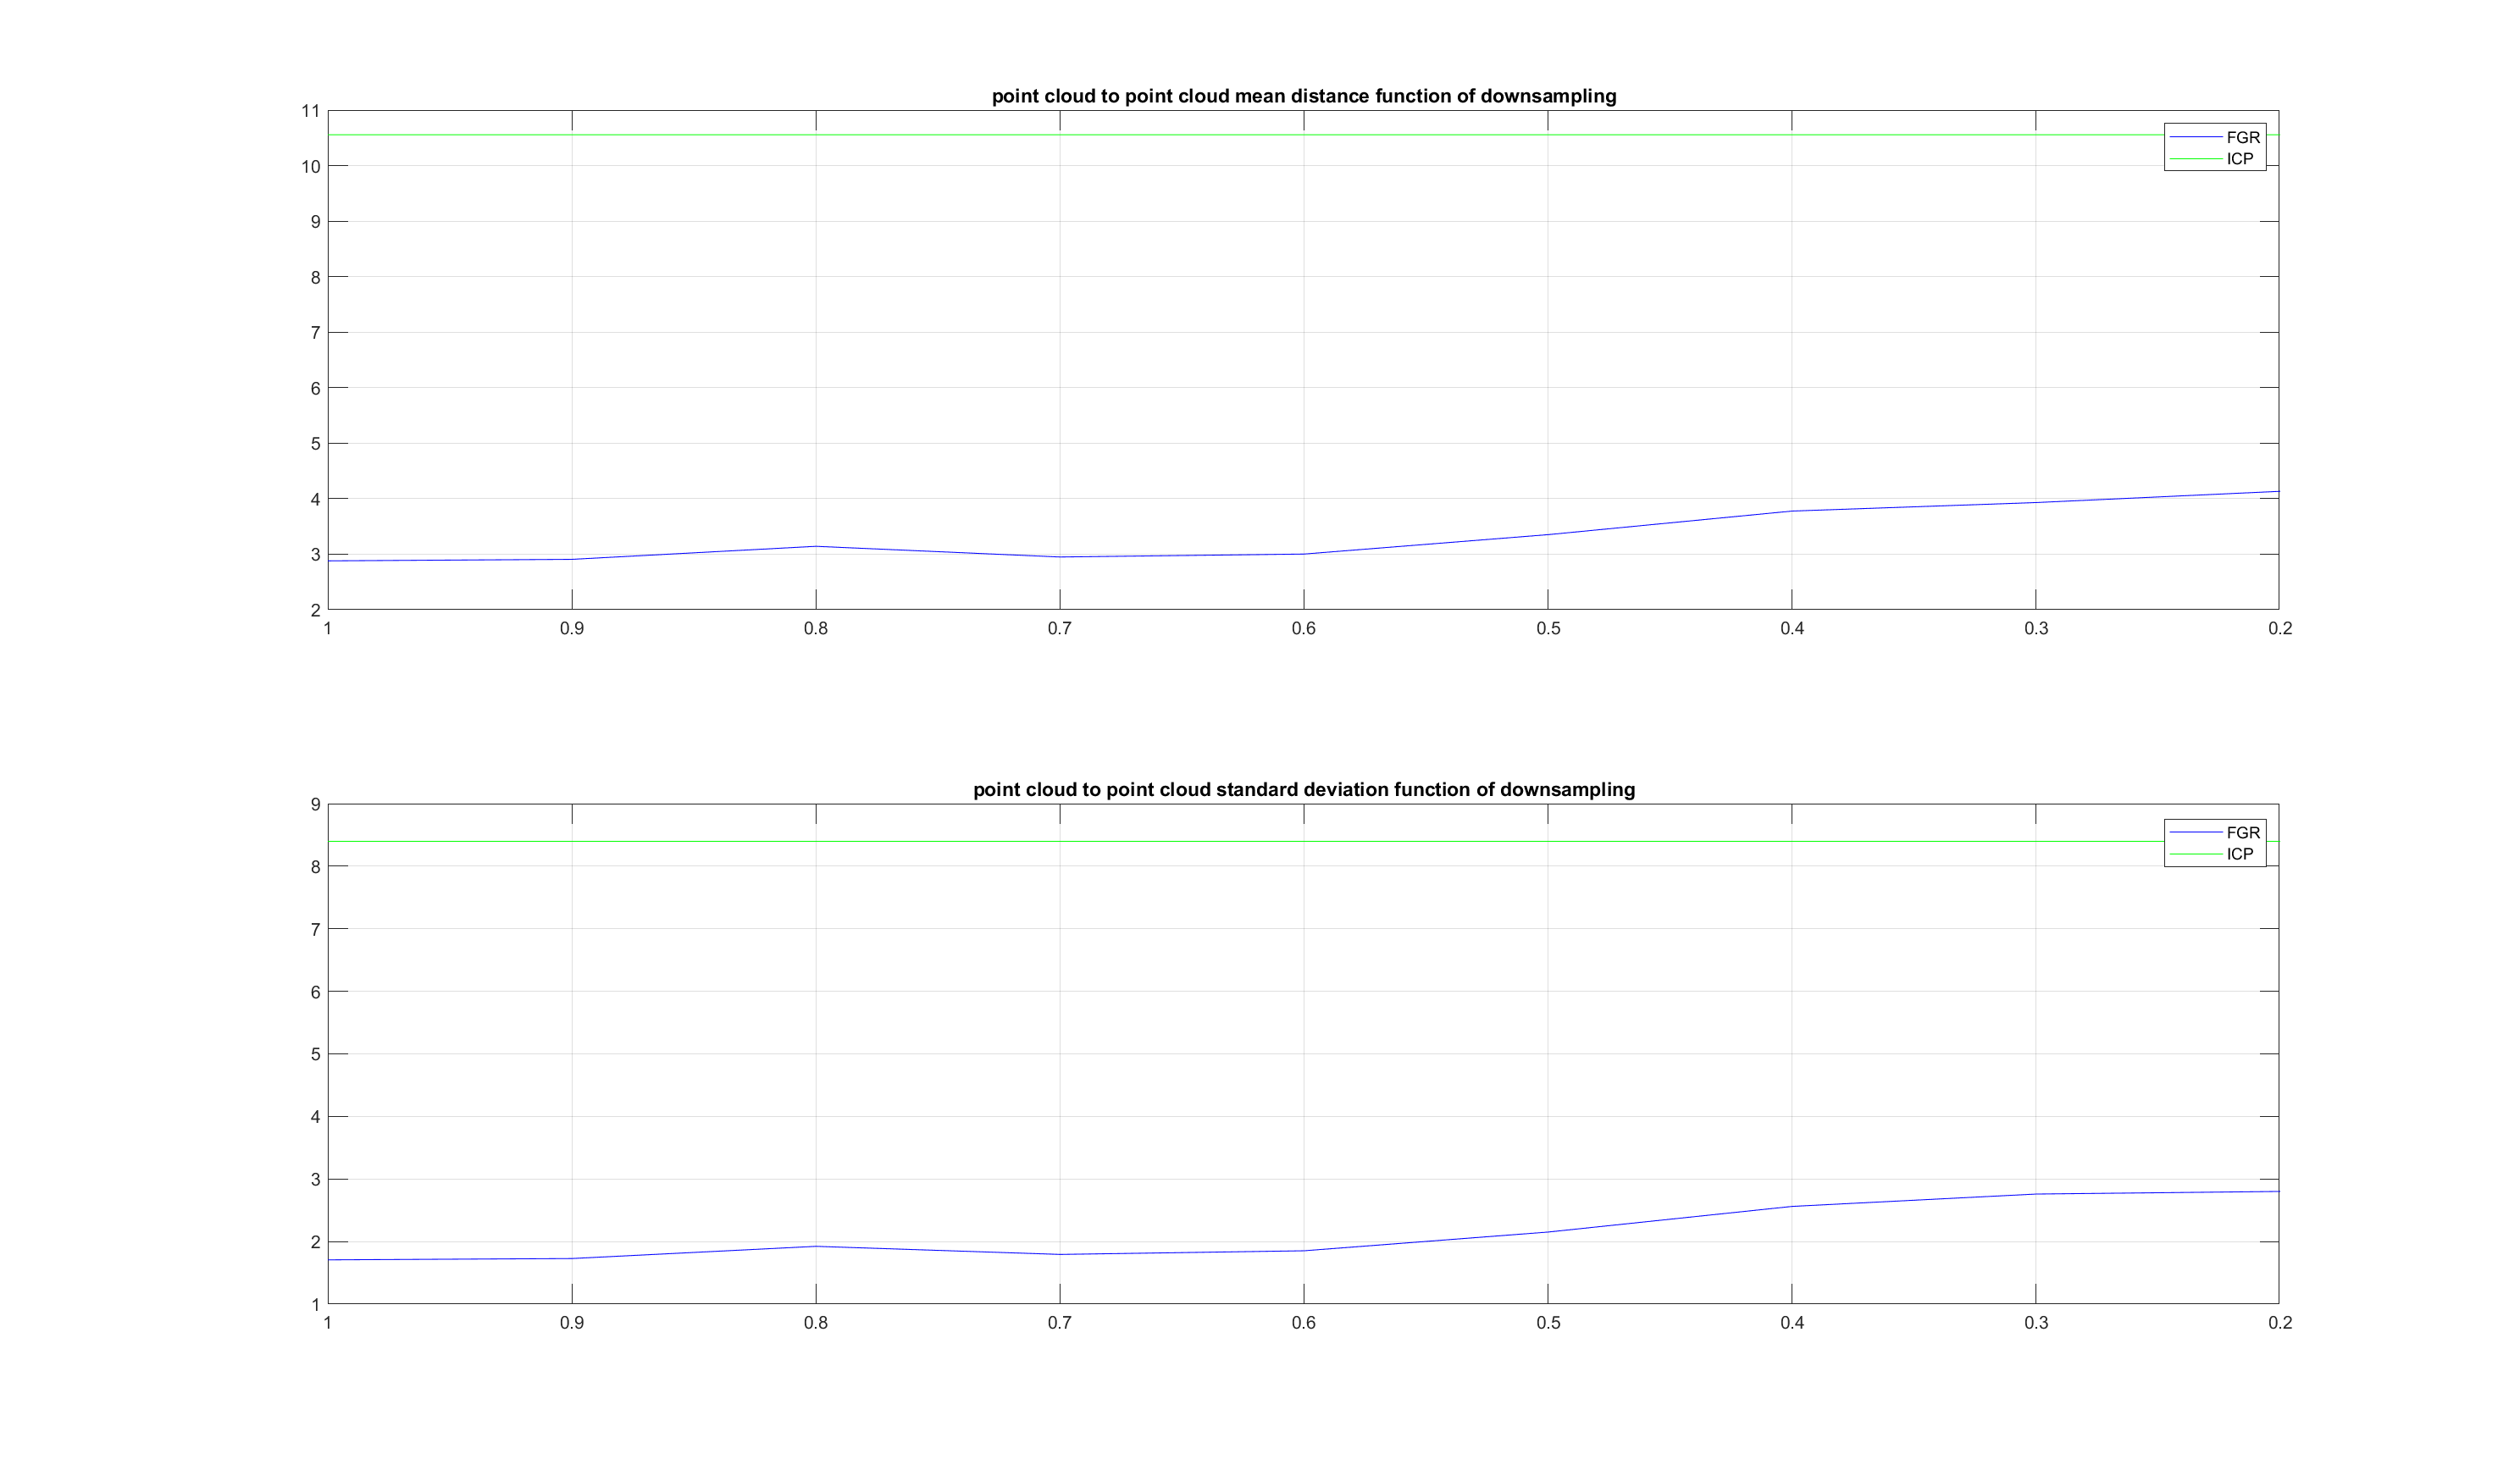 point cloud to point cloud mean distance function of downsampling
11
10
9
8
7
6
5
4
3
2
FGR
ICP
1 0.9 0.8 0.7 0.6 0.5 0.4 0.3 0.2
point cloud to point cloud standard deviation function of downsampling
9
8
7
6
5
4
3
2
1
FGR
ICP
1 0.9 0.8 0.7 0.6 0.5 0.4 0.3 0.2